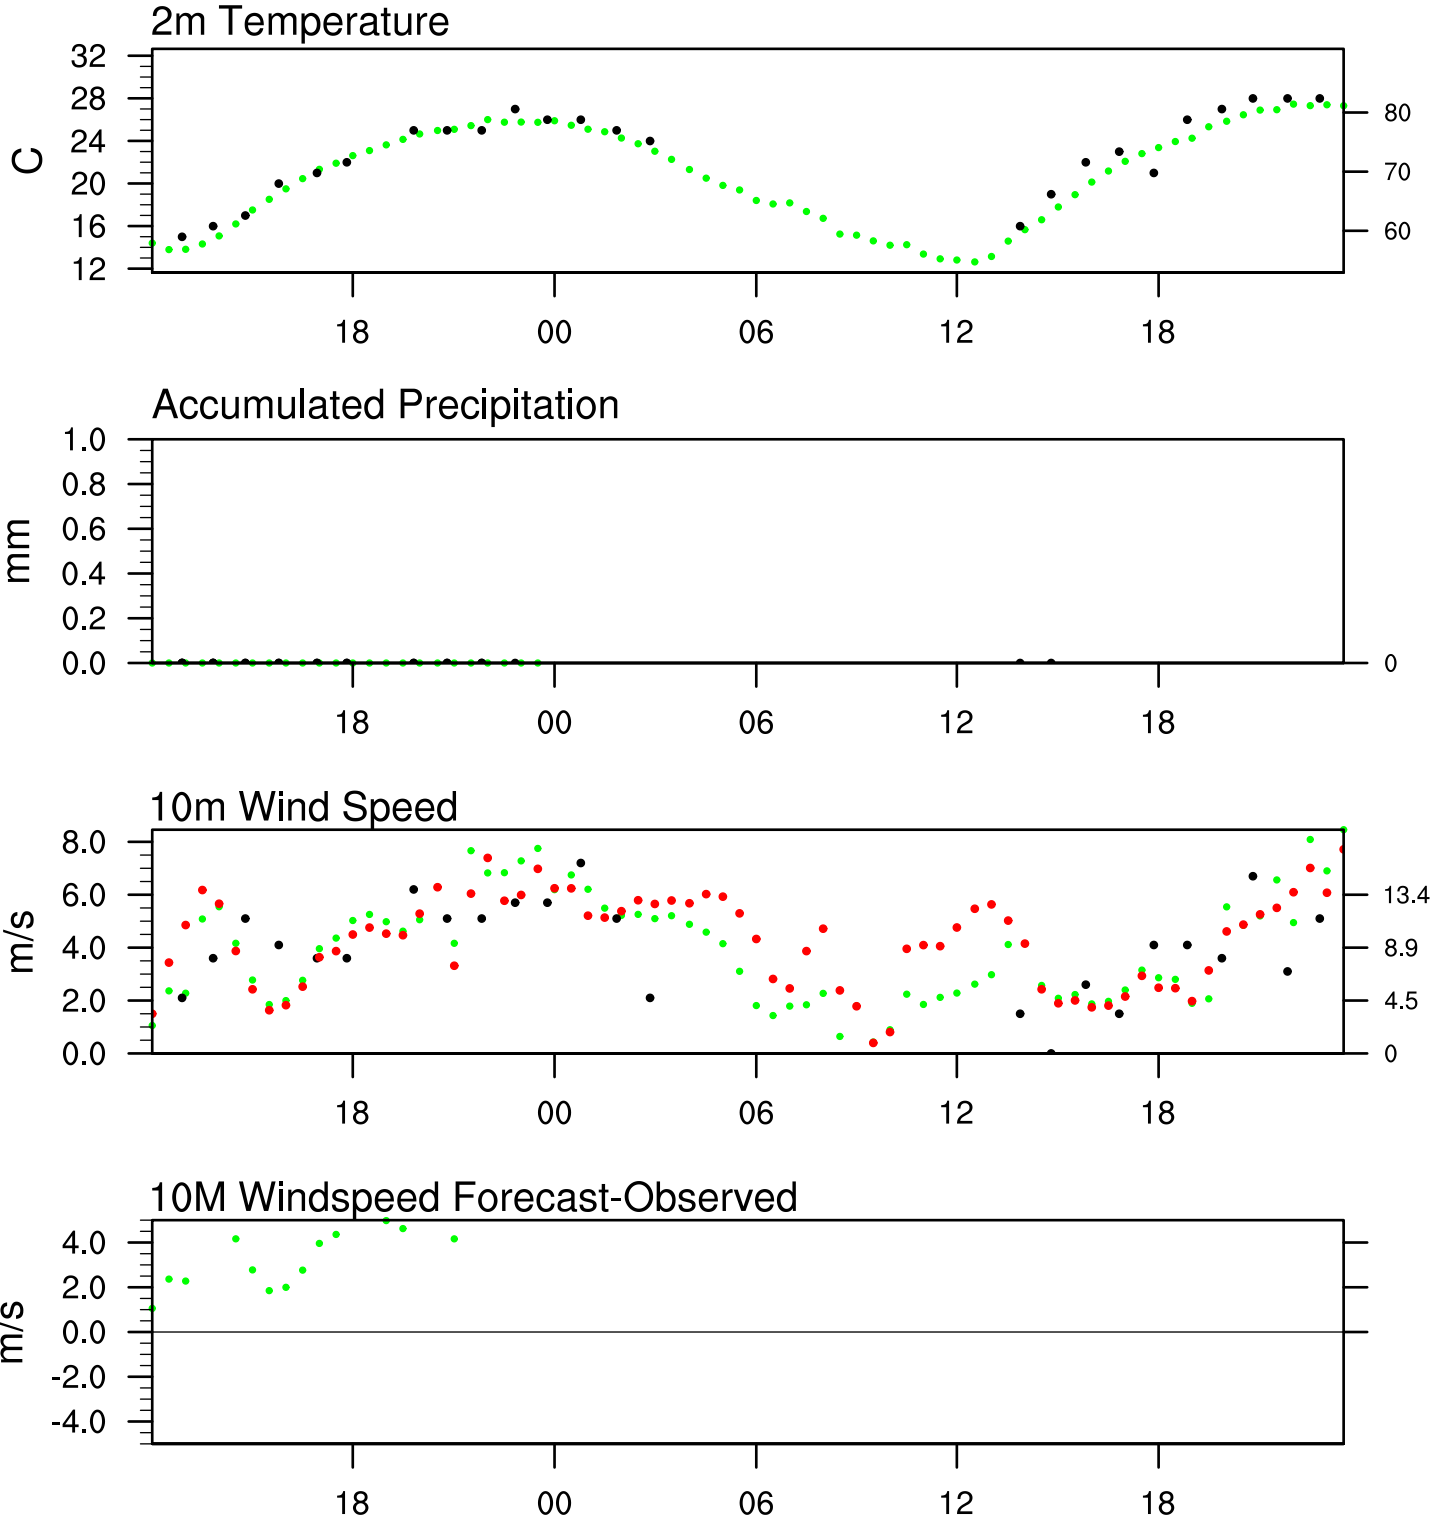 2m Temperature
32
28
24
20
16
12
C
80
70
60
18 00 06 12 18
Accumulated Precipitation
1.0
0.8
0.6
0.4
0.2
0.0
mm
0
18 00 06 12 18
10m Wind Speed
8.0
6.0
4.0
2.0
0.0
m/s
13.4
8.9
4.5
0
18 00 06 12 18
10M Windspeed Forecast-Observed
4.0
2.0
0.0
-2.0
-4.0
m/s
18 00 06 12 18